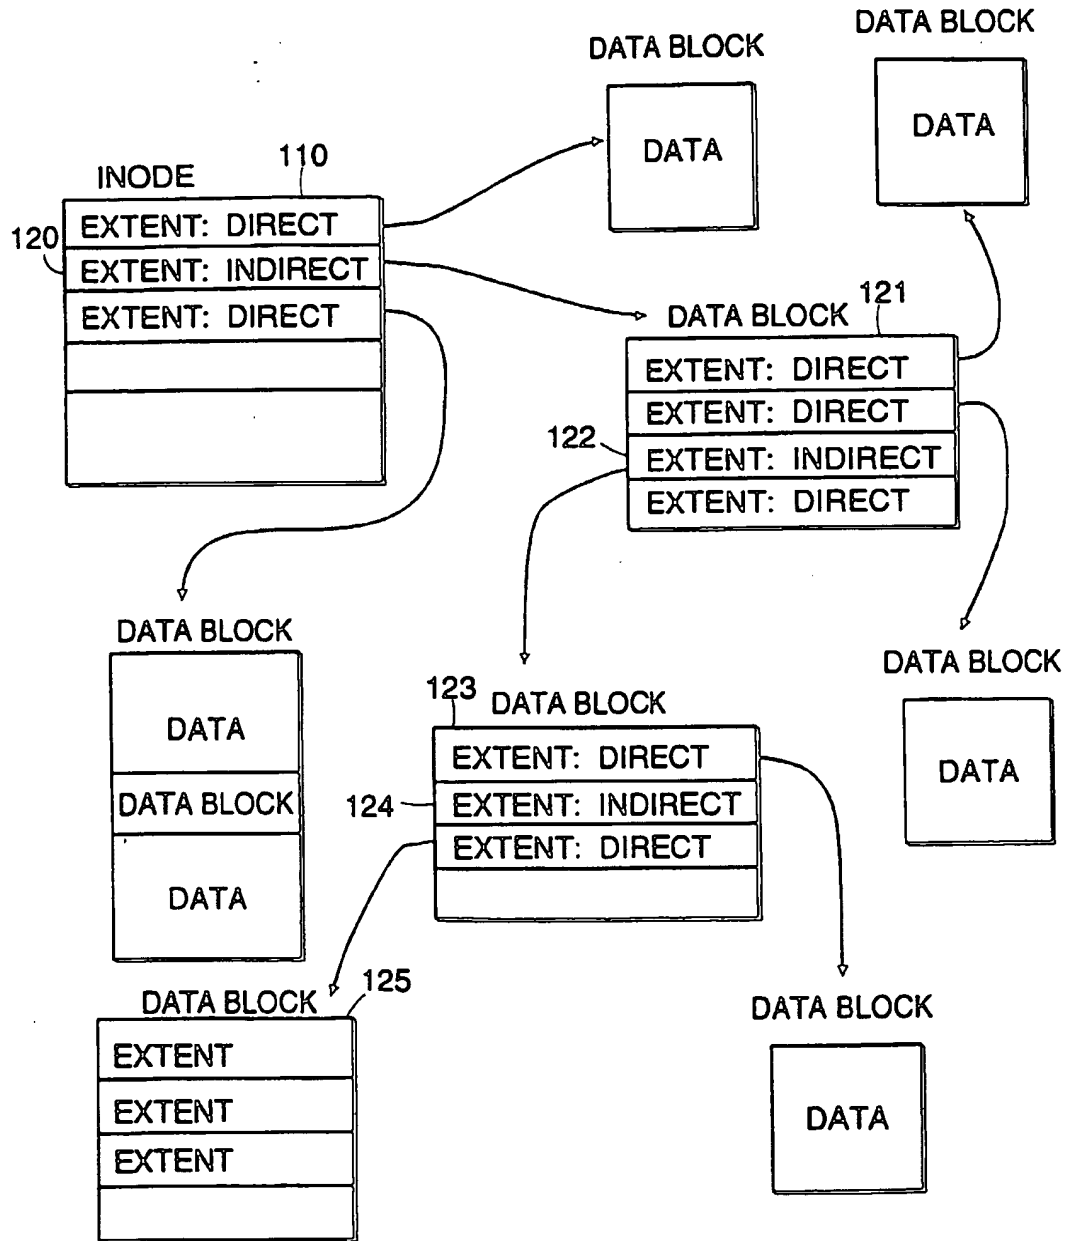 DATA BLOCK
DATA
DATA BLOCK
DATA
INODE
110
EXTENT: DIRECT
120
EXTENT: INDIRECT
EXTENT: DIRECT
DATA BLOCK
121
EXTENT: DIRECT
EXTENT: DIRECT
122
EXTENT: INDIRECT
EXTENT: DIRECT
DATA BLOCK
DATA
DATA BLOCK
DATA
123
DATA BLOCK
EXTENT: DIRECT
124
EXTENT: INDIRECT
EXTENT: DIRECT
DATA BLOCK
DATA
DATA BLOCK
125
EXTENT
EXTENT
EXTENT
DATA BLOCK
DATA